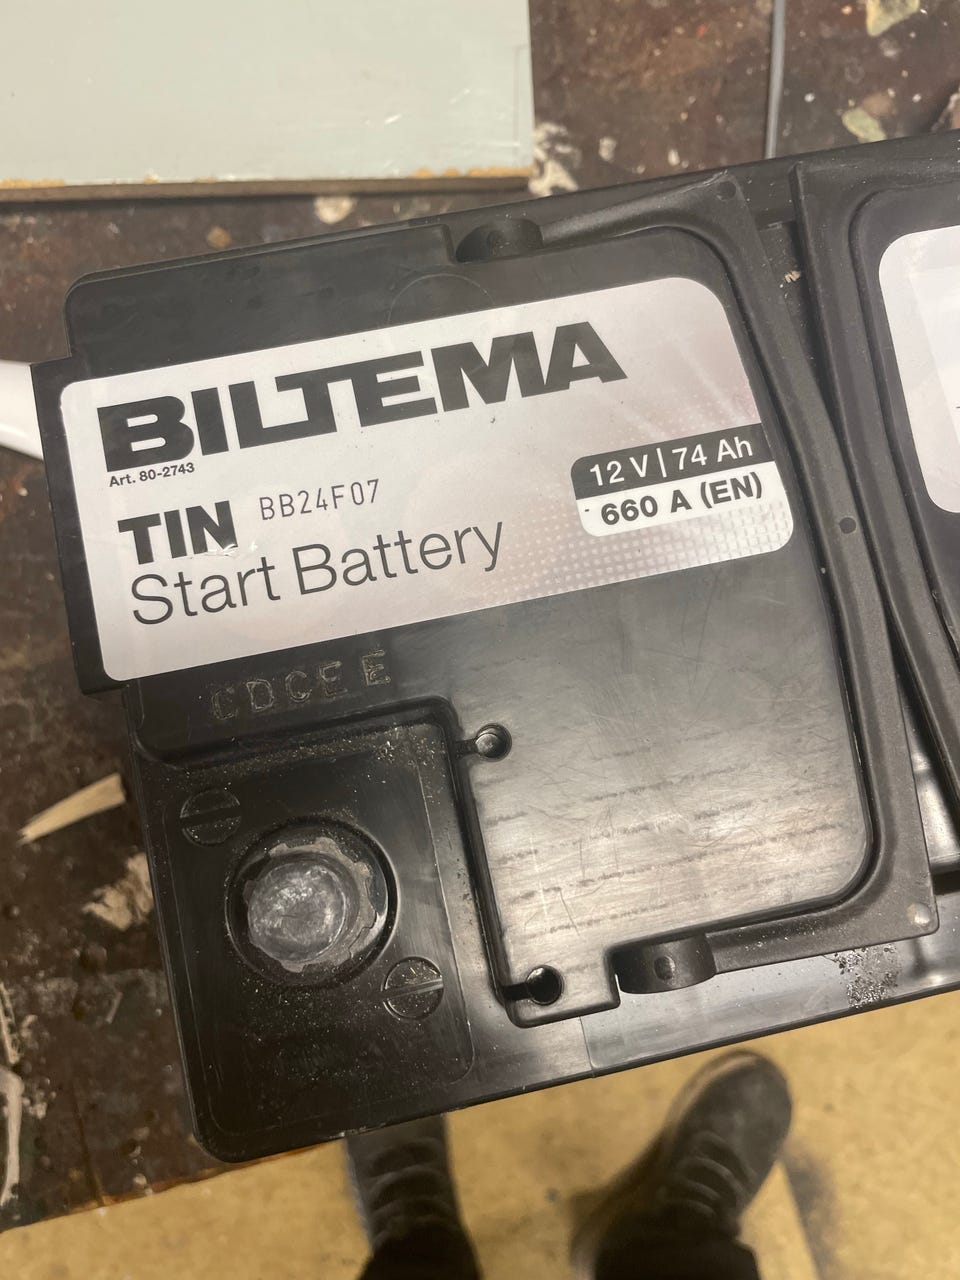 BILTEMA
Art. 80-2743
TIN BB24F07
Start Battery
12 V | 74 Ah
660 A (EN)
CDCEE